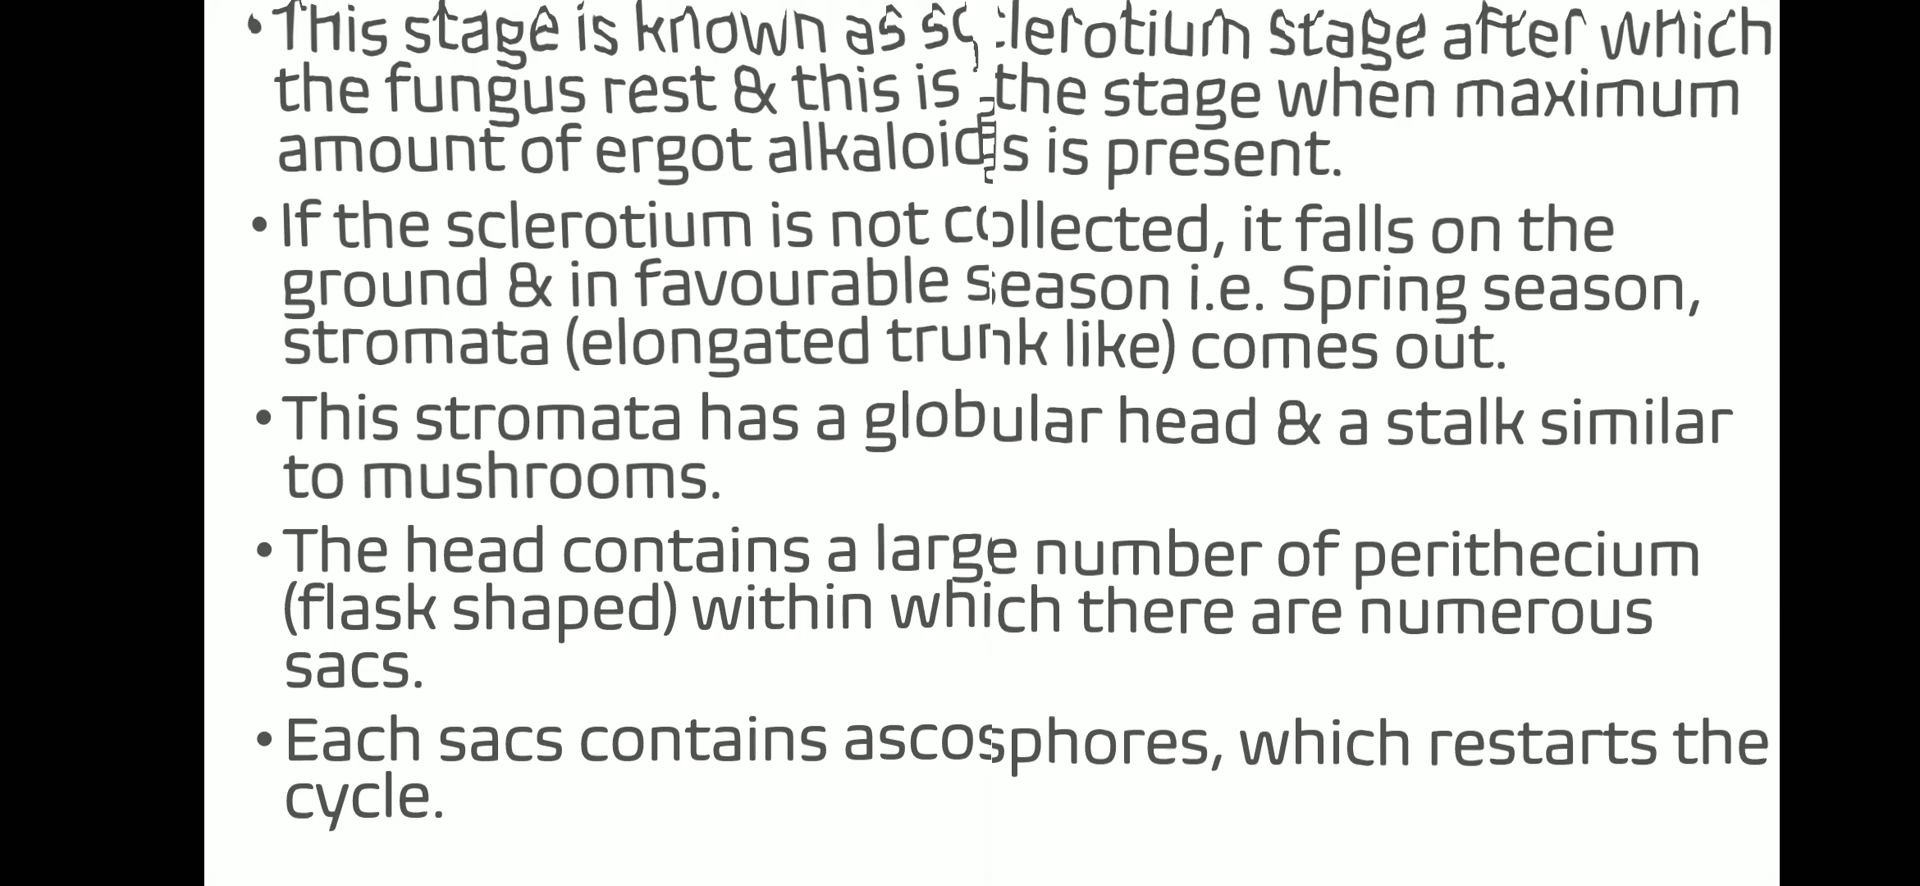 • This stage is known as sclerotium stage after which
the fungus rest & this is the stage when maximum
amount of ergot alkaloids is present.
• If the sclerotium is not collected, it falls on the
ground & in favourable season i.e. Spring season,
stromata (elongated trunk like) comes out.
• This stromata has a globular head & a stalk similar
to mushrooms.
• The head contains a large number of perithecium
(flask shaped) within which there are numerous
sacs.
• Each sacs contains ascosphores, which restarts the
cycle.